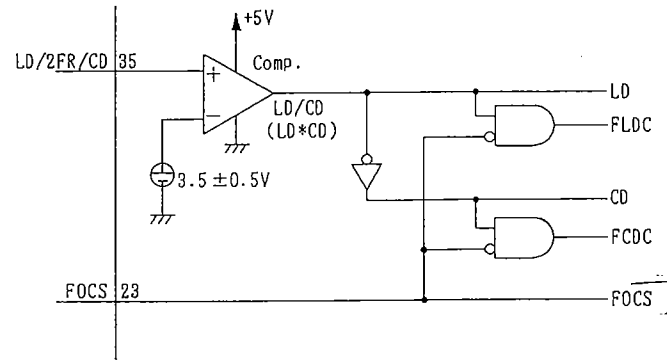 +5V
LD/2FR/CD 35
Comp.
+
−
LD/CD
(LD*CD)
LD
FLDC
3.5 ±0.5V
CD
FCDC
FOCS 23
FOCS